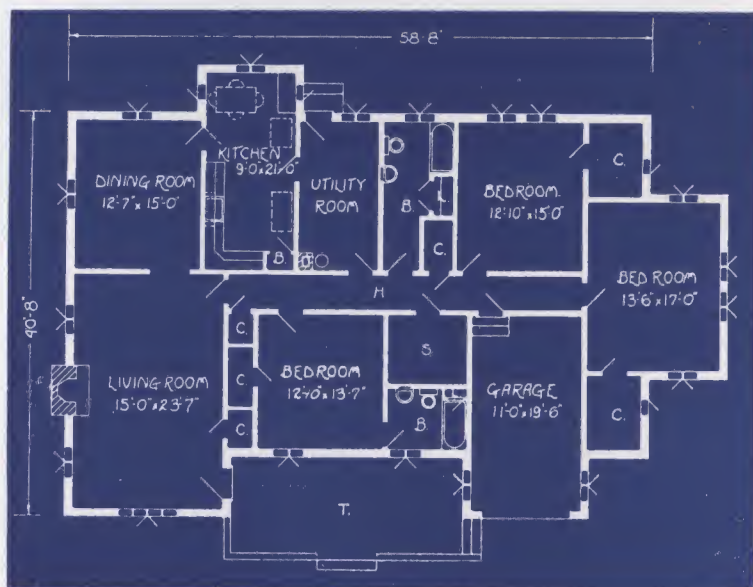 58'-8"
KITCHEN
9'-0"x21'-0"
DINING ROOM
12'-7"x 15'-0"
UTILITY
ROOM
B.
L.
BEDROOM.
12'-10"x15'0"
C.
C.
B.
BED ROOM
13'-6"x17'-0"
H.
40'-8"
C.
S.
LIVING ROOM
15'-0"x23'-7"
C.
BEDROOM
12'-0"x13'-7"
GARAGE
11'-0"x19'-6"
C.
B.
C.
T.